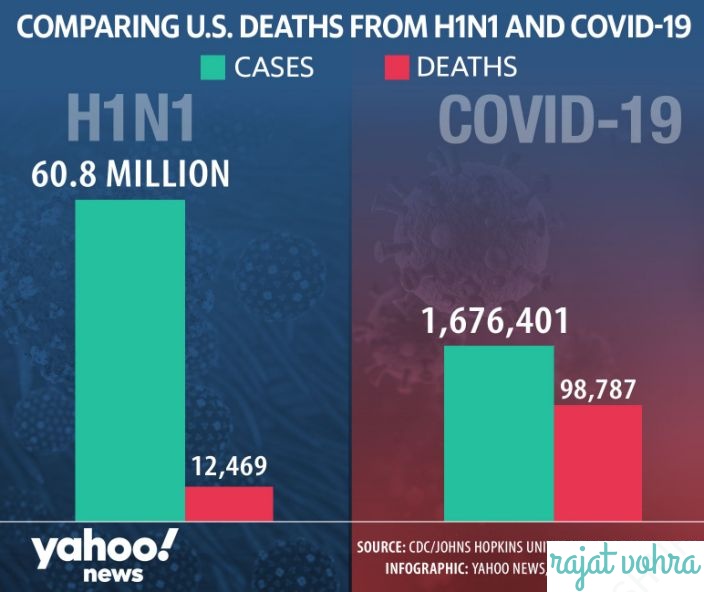 COMPARING U.S. DEATHS FROM H1N1 AND COVID-19
CASES DEATHS
H1N1
60.8 MILLION
12,469
COVID-19
1,676,401
98,787
yahoo!
news
SOURCE: CDC/JOHNS HOPKINS
INFOGRAPHIC: YAHOO NEWS,
rajat vohra